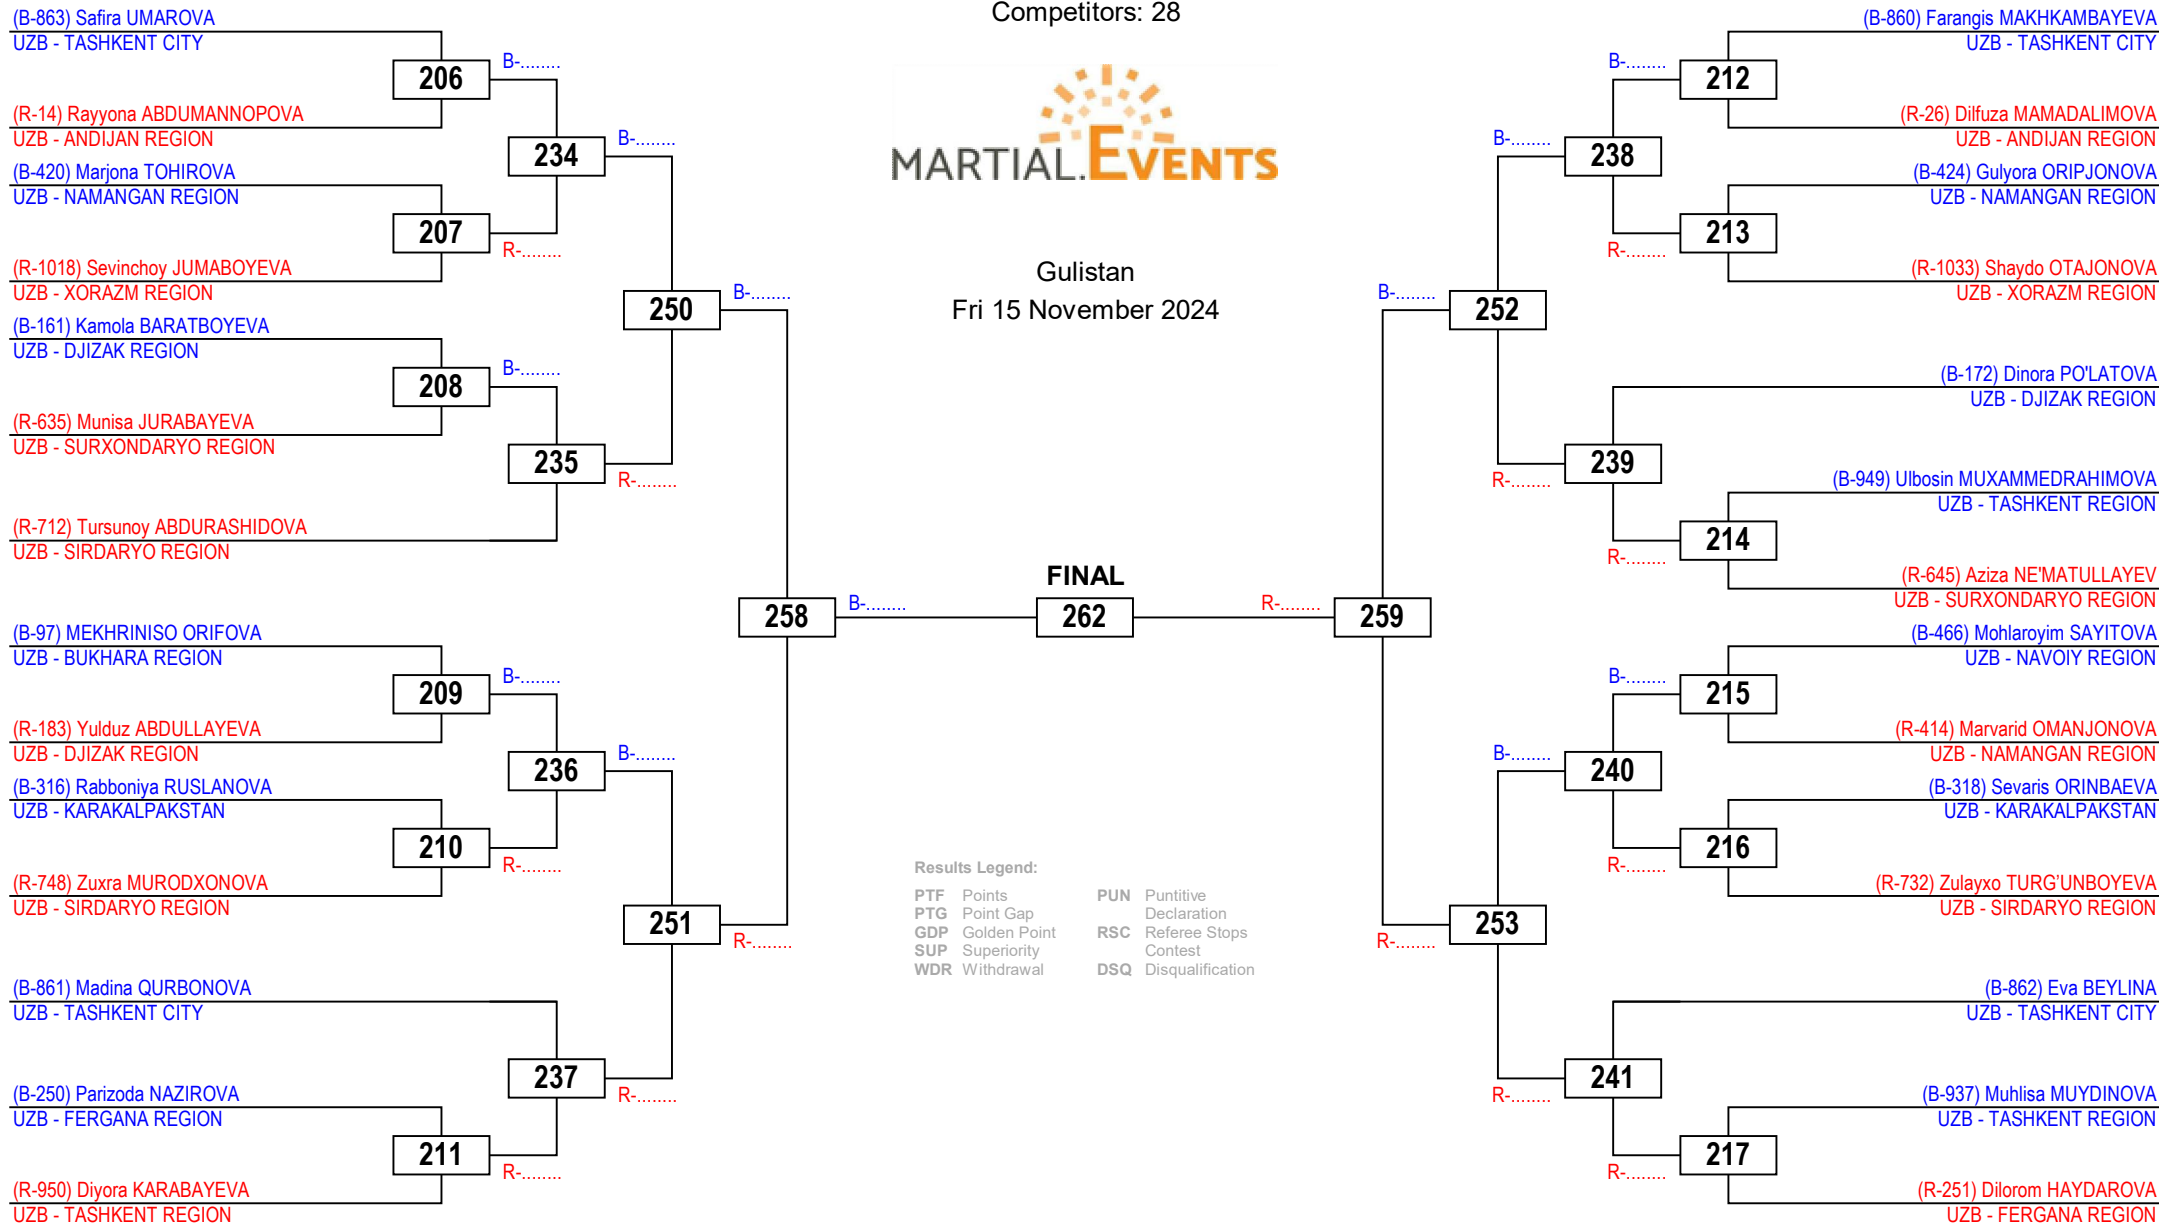 Competitors: 28
MARTIAL.EVENTS
Gulistan
Fri 15 November 2024
(B-863) Safira UMAROVA
UZB - TASHKENT CITY
206
B-........
(R-14) Rayyona ABDUMANNOPOVA
UZB - ANDIJAN REGION
234
B-........
(B-420) Marjona TOHIROVA
UZB - NAMANGAN REGION
207
R-........
(R-1018) Sevinchoy JUMABOYEVA
UZB - XORAZM REGION
250
B-........
(B-161) Kamola BARATBOYEVA
UZB - DJIZAK REGION
208
B-........
(R-635) Munisa JURABAYEVA
UZB - SURXONDARYO REGION
235
R-........
(R-712) Tursunoy ABDURASHIDOVA
UZB - SIRDARYO REGION
258
B-........
(B-97) MEKHRINISO ORIFOVA
UZB - BUKHARA REGION
209
B-........
(R-183) Yulduz ABDULLAYEVA
UZB - DJIZAK REGION
236
B-........
(B-316) Rabboniya RUSLANOVA
UZB - KARAKALPAKSTAN
210
R-........
(R-748) Zuxra MURODXONOVA
UZB - SIRDARYO REGION
251
R-........
(B-861) Madina QURBONOVA
UZB - TASHKENT CITY
237
R-........
(B-250) Parizoda NAZIROVA
UZB - FERGANA REGION
211
R-........
(R-950) Diyora KARABAYEVA
UZB - TASHKENT REGION
FINAL
262
Results Legend:
PTF Points
PTG Point Gap
GDP Golden Point
SUP Superiority
WDR Withdrawal
PUN Puntitive
Declaration
RSC Referee Stops
Contest
DSQ Disqualification
(B-860) Farangis MAKHKAMBAYEVA
UZB - TASHKENT CITY
B-........
212
(R-26) Dilfuza MAMADALIMOVA
UZB - ANDIJAN REGION
B-........
238
(B-424) Gulyora ORIPJONOVA
UZB - NAMANGAN REGION
R-........
213
(R-1033) Shaydo OTAJONOVA
UZB - XORAZM REGION
B-........
252
(B-172) Dinora PO'LATOVA
UZB - DJIZAK REGION
R-........
239
(B-949) Ulbosin MUXAMMEDRAHIMOVA
UZB - TASHKENT REGION
R-........
214
(R-645) Aziza NE'MATULLAYEV
UZB - SURXONDARYO REGION
R-........
259
(B-466) Mohlaroyim SAYITOVA
UZB - NAVOIY REGION
B-........
215
(R-414) Marvarid OMANJONOVA
UZB - NAMANGAN REGION
B-........
240
(B-318) Sevaris ORINBAEVA
UZB - KARAKALPAKSTAN
R-........
216
(R-732) Zulayxo TURG'UNBOYEVA
UZB - SIRDARYO REGION
R-........
253
(B-862) Eva BEYLINA
UZB - TASHKENT CITY
R-........
241
(B-937) Muhlisa MUYDINOVA
UZB - TASHKENT REGION
R-........
217
(R-251) Dilorom HAYDAROVA
UZB - FERGANA REGION